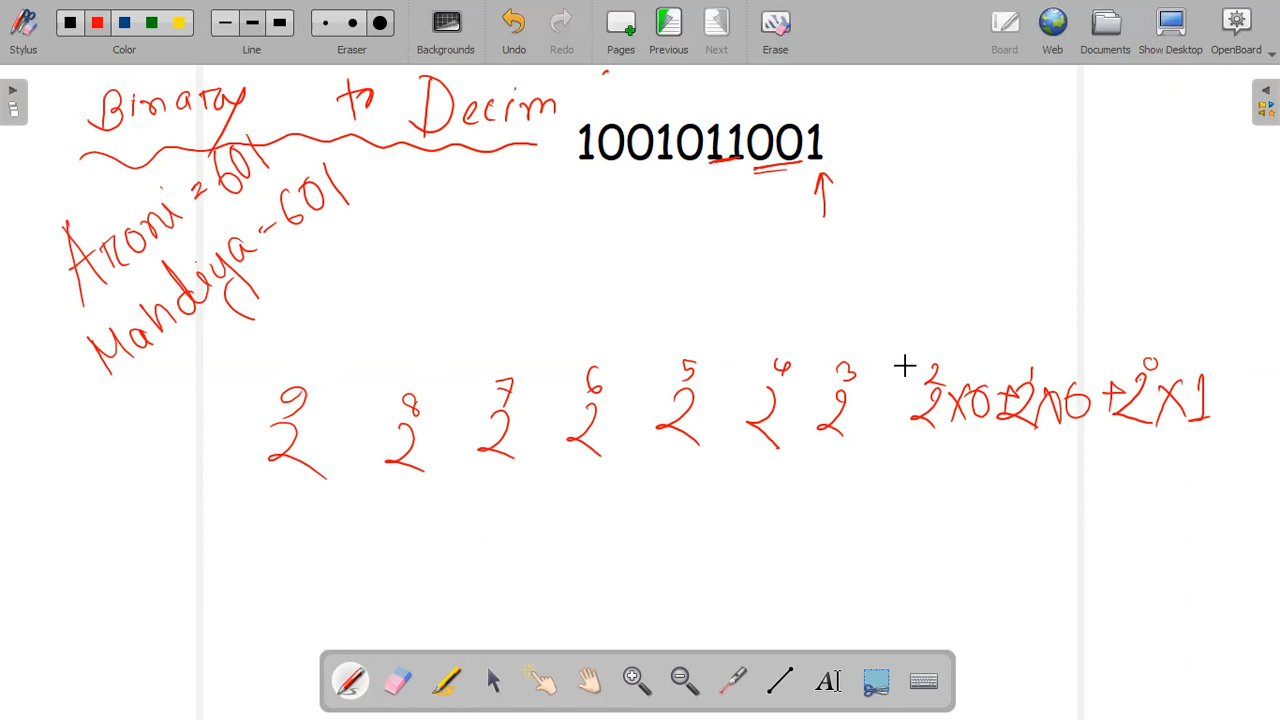 Stylus Color Line Eraser Backgrounds Undo Redo Pages Previous Next Erase Board Web Documents Show Desktop OpenBoard
Binary to Decim
1001011001
Aroni = 601
Mahdiya = 601
2⁹ 2⁸ 2⁷ 2⁶ 2⁵ 2⁴ 2³ 2²×0+2¹×0+2⁰×1